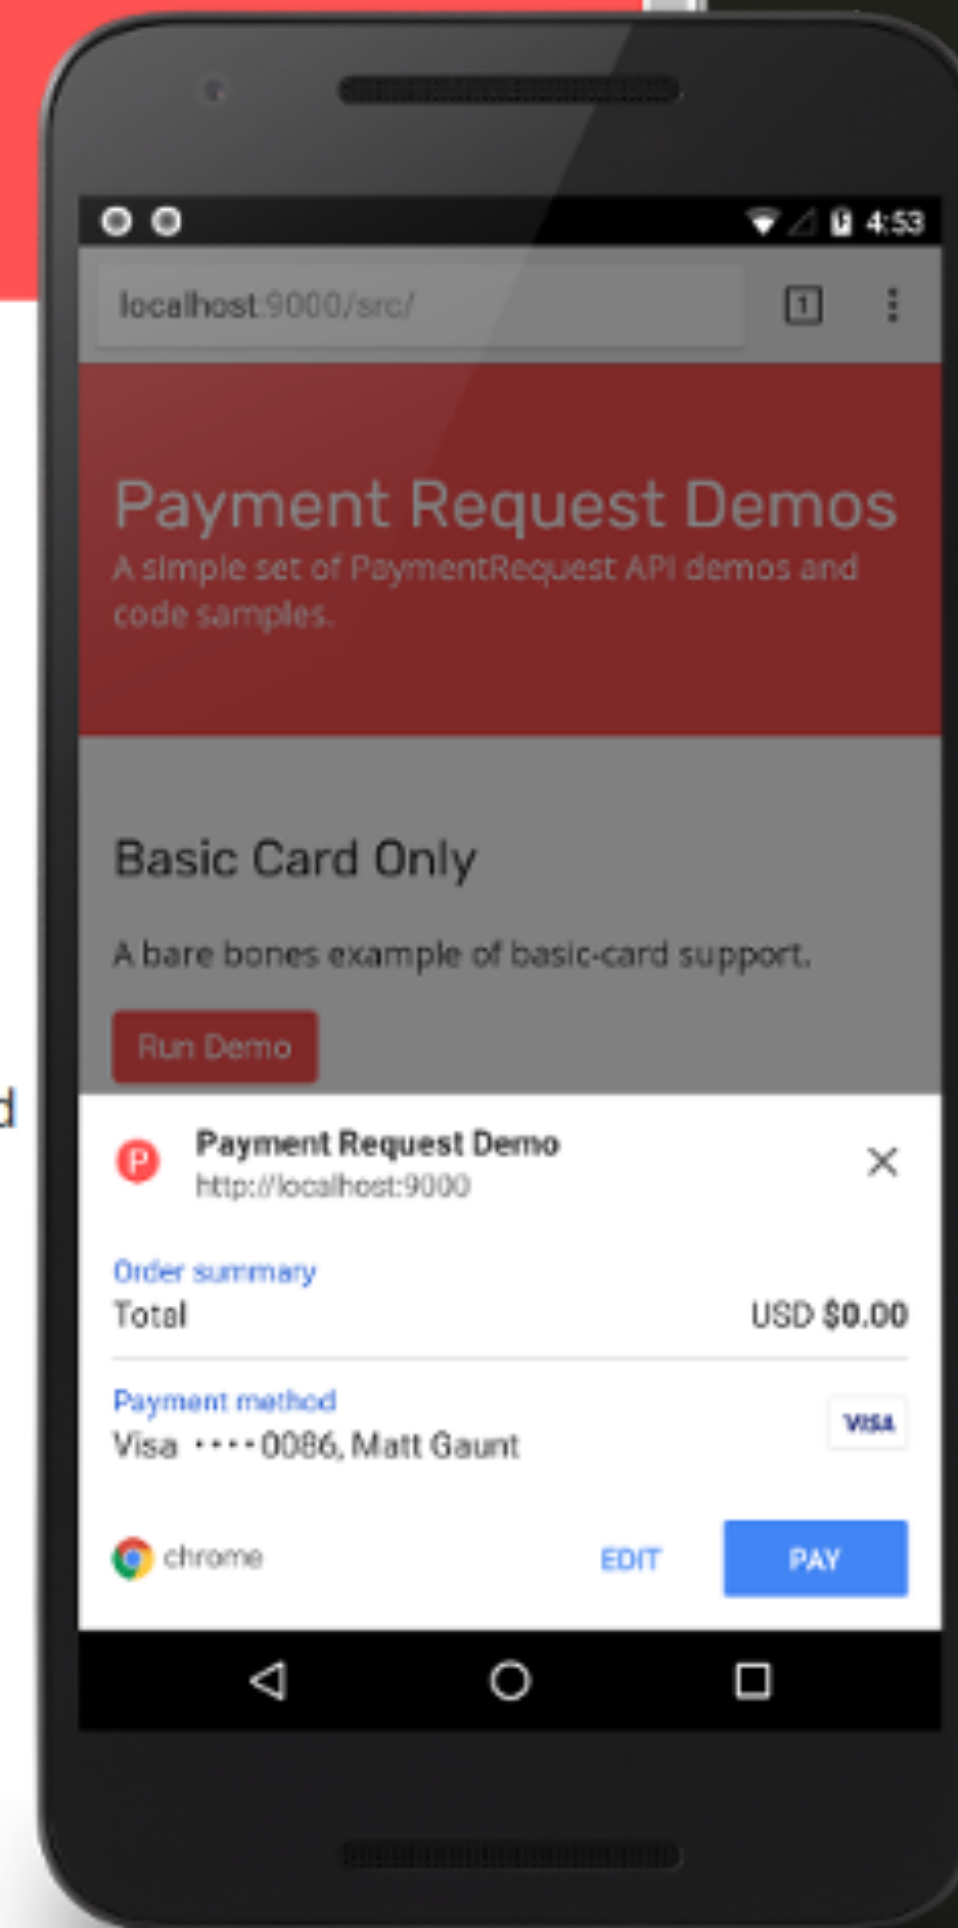 4:53
localhost:9000/src/
1
Payment Request Demos
A simple set of PaymentRequest API demos and
code samples.
Basic Card Only
A bare bones example of basic-card support.
Run Demo
d
P
Payment Request Demo
http://localhost:9000
Order summary
Total USD $0.00
Payment method
Visa ····0086, Matt Gaunt
VISA
chrome EDIT PAY